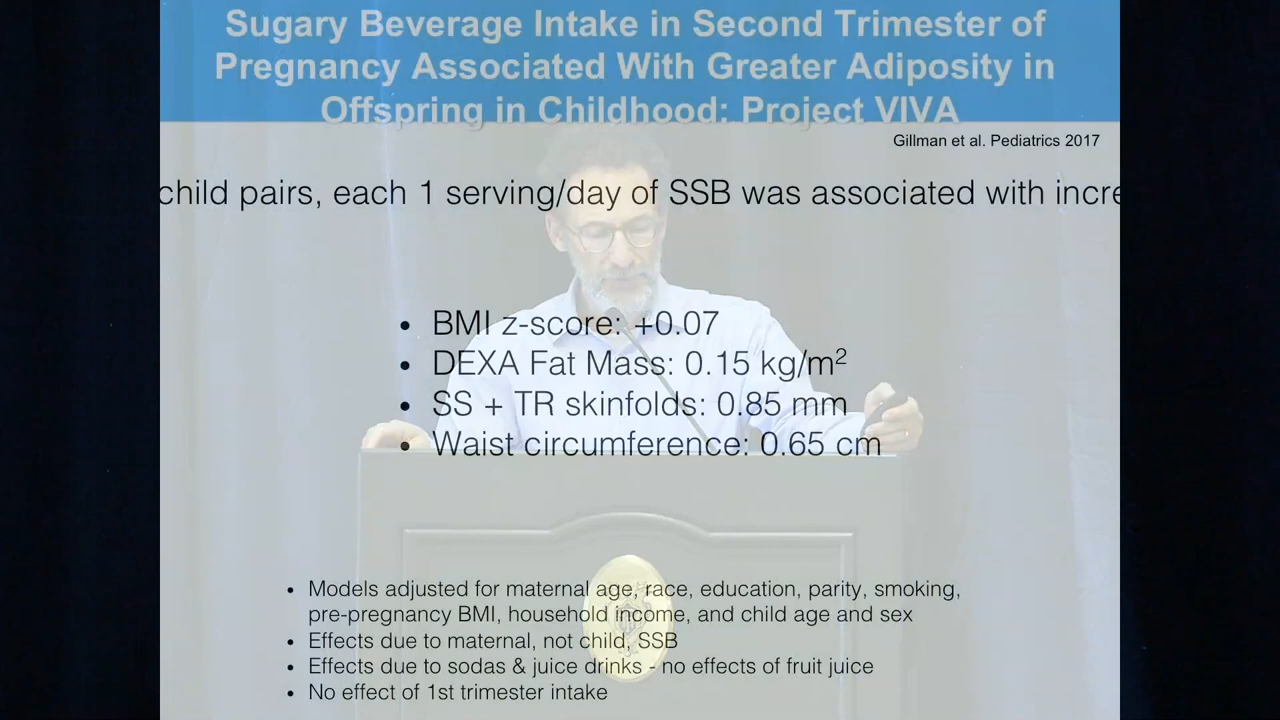 Sugary Beverage Intake in Second Trimester of
Pregnancy Associated With Greater Adiposity in
Offspring in Childhood: Project VIVA
Gillman et al. Pediatrics 2017
child pairs, each 1 serving/day of SSB was associated with incre
• BMI z-score: +0.07
• DEXA Fat Mass: 0.15 kg/m²
• SS + TR skinfolds: 0.85 mm
• Waist circumference: 0.65 cm
• Models adjusted for maternal age, race, education, parity, smoking,
pre-pregnancy BMI, household income, and child age and sex
• Effects due to maternal, not child, SSB
• Effects due to sodas & juice drinks - no effects of fruit juice
• No effect of 1st trimester intake